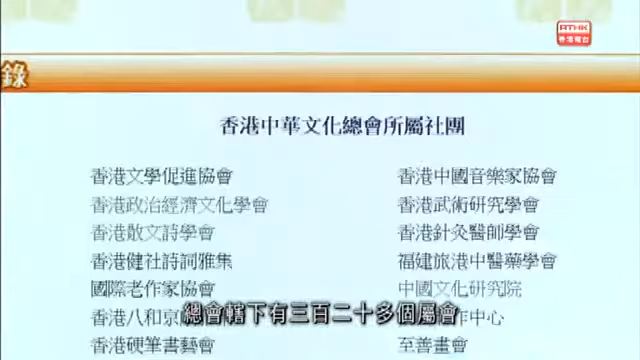 RTHK
香港電台
錄
香港中華文化總會所屬社團
香港文學促進協會
香港中國音樂家協會
香港政治經濟文化學會
香港武術研究學會
香港散文詩學會
香港針灸醫師學會
香港健社詩詞雅集
福建旅港中醫藥學會
國際老作家協會
中國文化研究院
香港八和京
作中心
總會轄下有三百二十多個屬會
香港硬筆書藝會
至善畫會